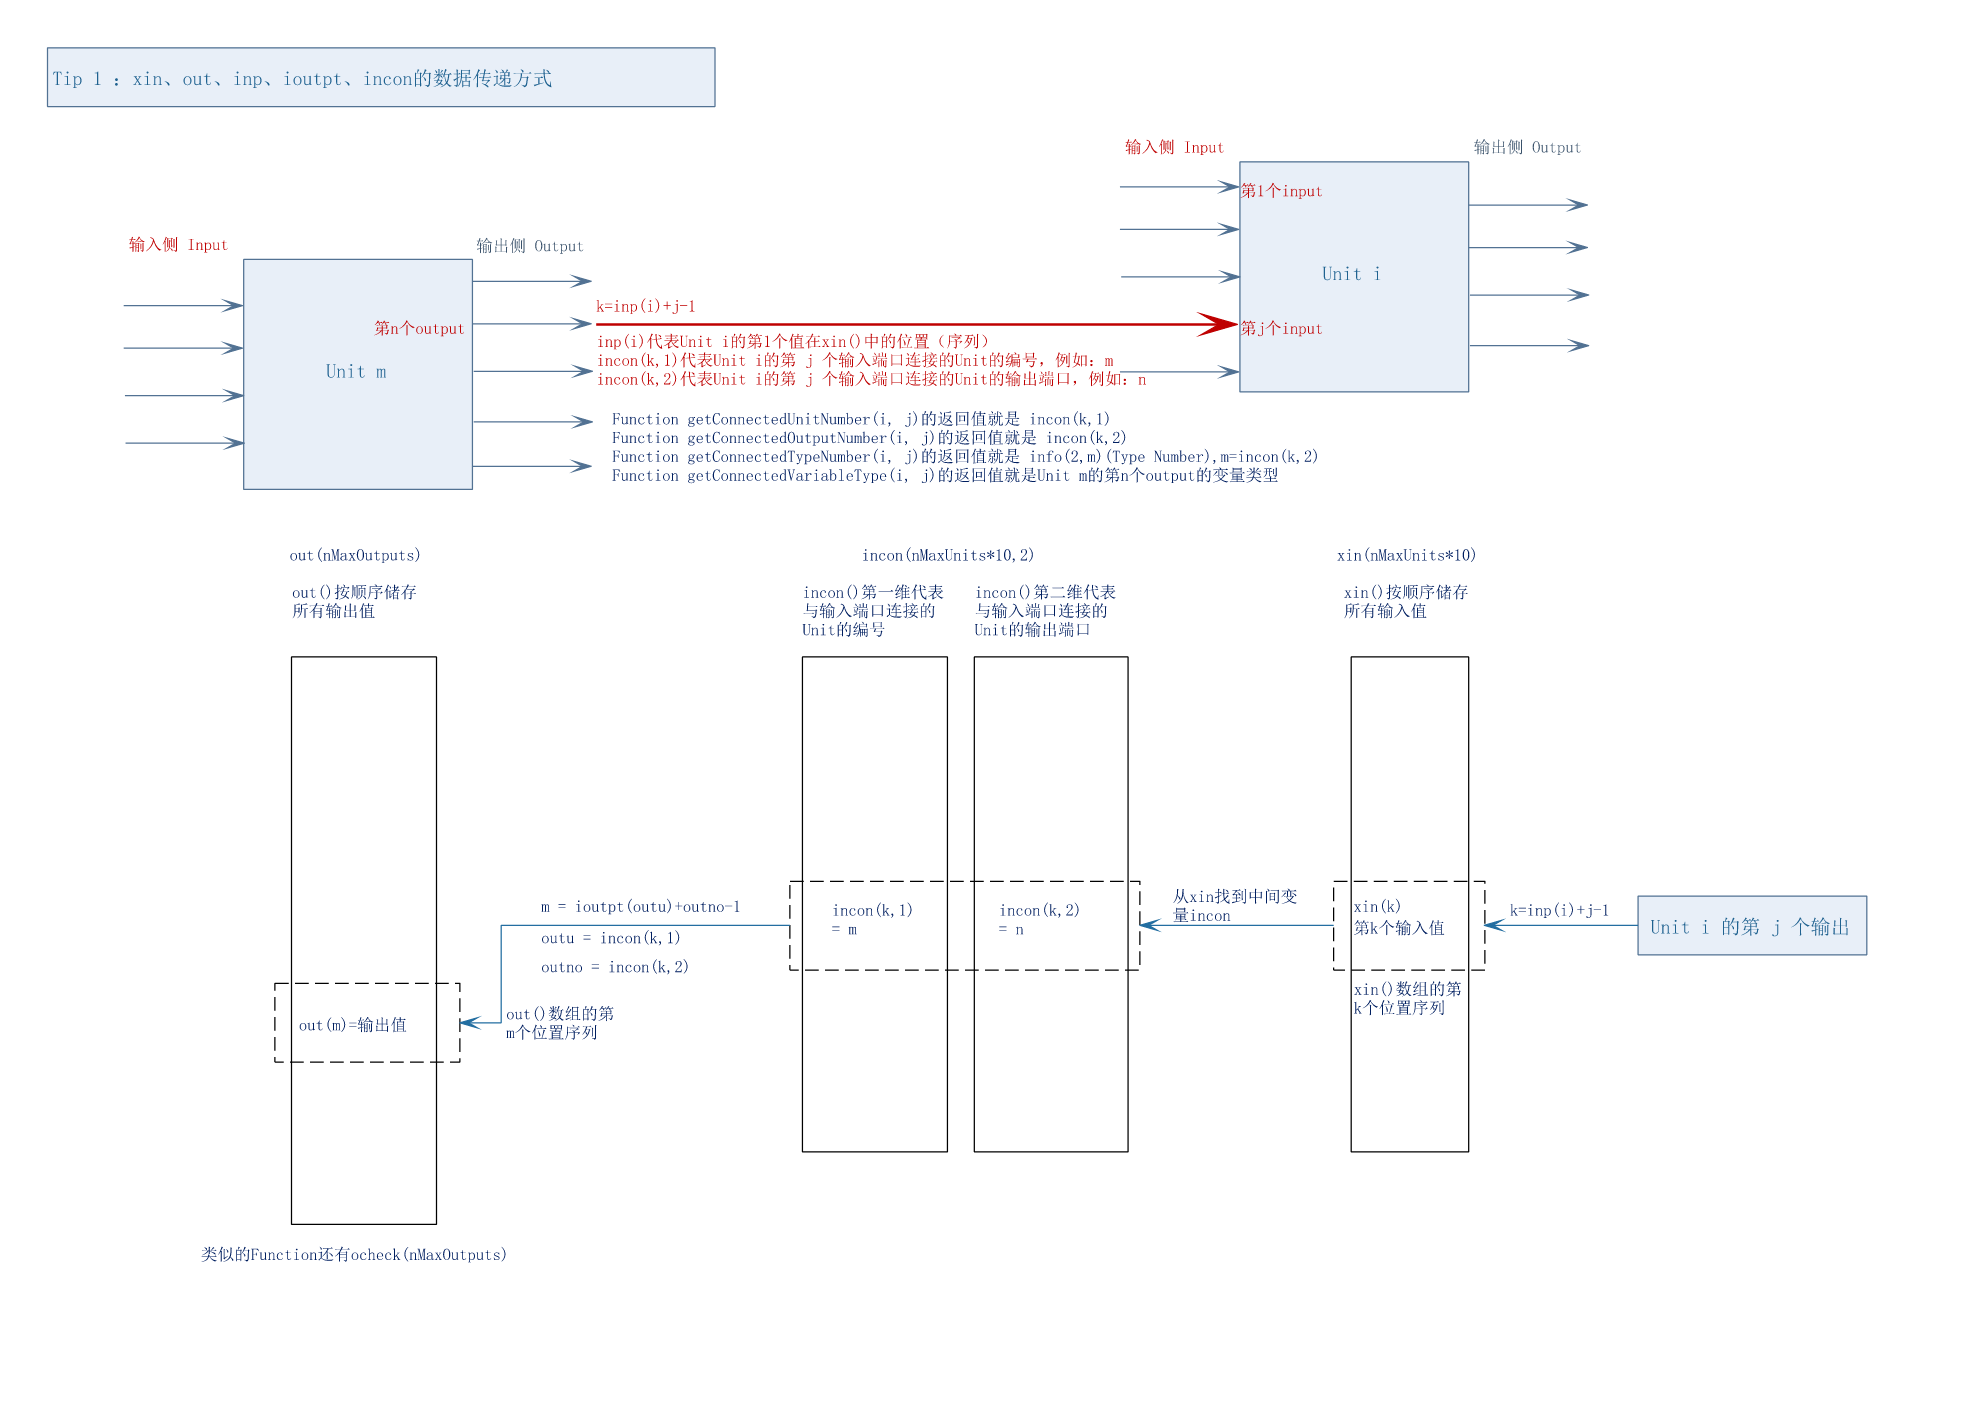 Tip 1 ：xin、out、inp、ioutpt、incon的数据传递方式
输入侧 Input
输出侧 Output
第1个input
Unit i
第j个input
输入侧 Input
输出侧 Output
第n个output
Unit m
k=inp(i)+j-1
inp(i)代表Unit i的第1个值在xin()中的位置（序列）
incon(k,1)代表Unit i的第 j 个输入端口连接的Unit的编号，例如：m
incon(k,2)代表Unit i的第 j 个输入端口连接的Unit的输出端口，例如：n
Function getConnectedUnitNumber(i, j)的返回值就是 incon(k,1)
Function getConnectedOutputNumber(i, j)的返回值就是 incon(k,2)
Function getConnectedTypeNumber(i, j)的返回值就是 info(2,m)(Type Number),m=incon(k,2)
Function getConnectedVariableType(i, j)的返回值就是Unit m的第n个output的变量类型
out(nMaxOutputs)
out()按顺序储存
所有输出值
incon(nMaxUnits*10,2)
incon()第一维代表
与输入端口连接的
Unit的编号
incon()第二维代表
与输入端口连接的
Unit的输出端口
xin(nMaxUnits*10)
xin()按顺序储存
所有输入值
m = ioutpt(outu)+outno-1
outu = incon(k,1)
outno = incon(k,2)
out()数组的第
m个位置序列
out(m)=输出值
incon(k,1)
= m
incon(k,2)
= n
从xin找到中间变
量incon
xin(k)
第k个输入值
xin()数组的第
k个位置序列
k=inp(i)+j-1
Unit i 的第 j 个输出
类似的Function还有ocheck(nMaxOutputs)